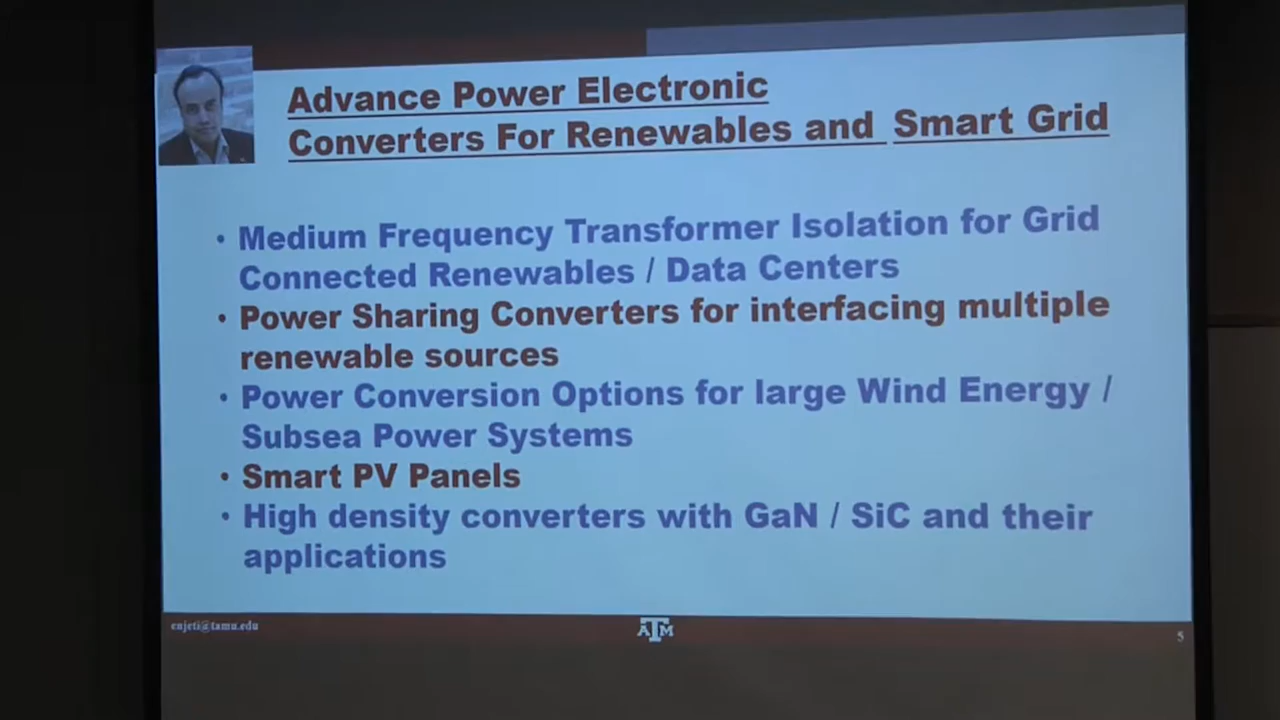 Advance Power Electronic
Converters For Renewables and Smart Grid
• Medium Frequency Transformer Isolation for Grid
Connected Renewables / Data Centers
• Power Sharing Converters for interfacing multiple
renewable sources
• Power Conversion Options for large Wind Energy /
Subsea Power Systems
• Smart PV Panels
• High density converters with GaN / SiC and their
applications
enjeti@tamu.edu
ATM
5